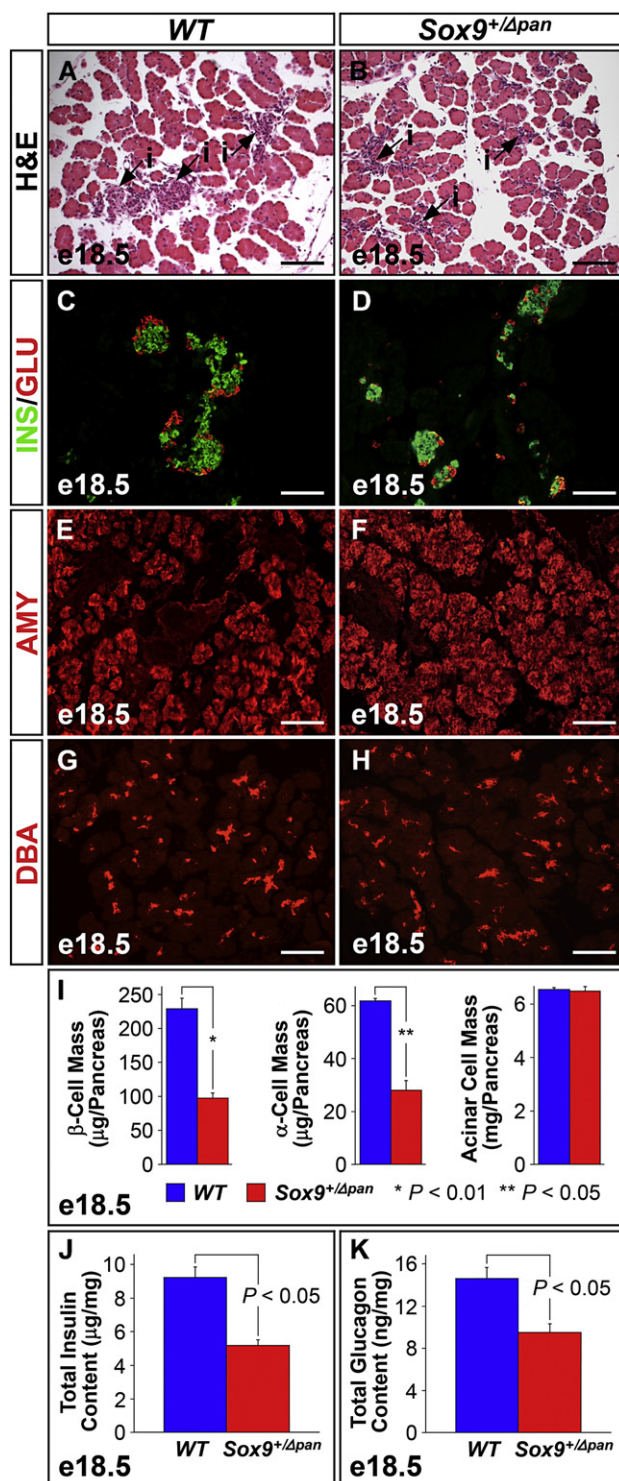 WT
Sox9+/Δpan
H&E
A
i
i
i
e18.5
B
i
i
i
e18.5
INS/GLU
C
e18.5
D
e18.5
AMY
E
e18.5
F
e18.5
DBA
G
e18.5
H
e18.5
I
β-Cell Mass
(µg/Pancreas)
250
200
150
100
50
0
*
α-Cell Mass
(µg/Pancreas)
60
40
20
0
**
Acinar Cell Mass
(mg/Pancreas)
6
4
2
0
e18.5
WT
Sox9+/Δpan
* P < 0.01
** P < 0.05
J
Total Insulin
Content (µg/mg)
10
8
6
4
2
0
P < 0.05
WT
Sox9+/Δpan
e18.5
K
Total Glucagon
Content (ng/mg)
16
12
8
4
0
P < 0.05
WT
Sox9+/Δpan
e18.5